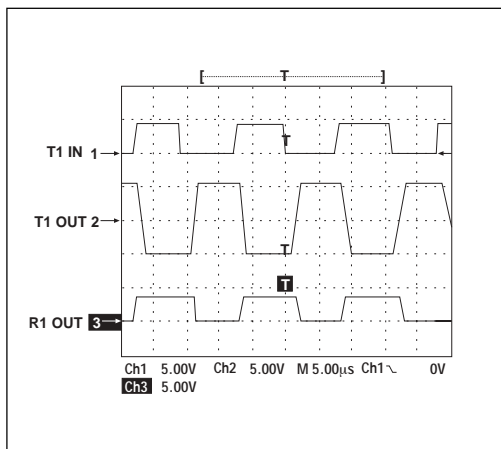 [ T ]
T
T1 IN 1
T1 OUT 2
T
T
R1 OUT 3
Ch1 5.00V Ch2 5.00V M 5.00µs Ch1 0V
Ch3 5.00V